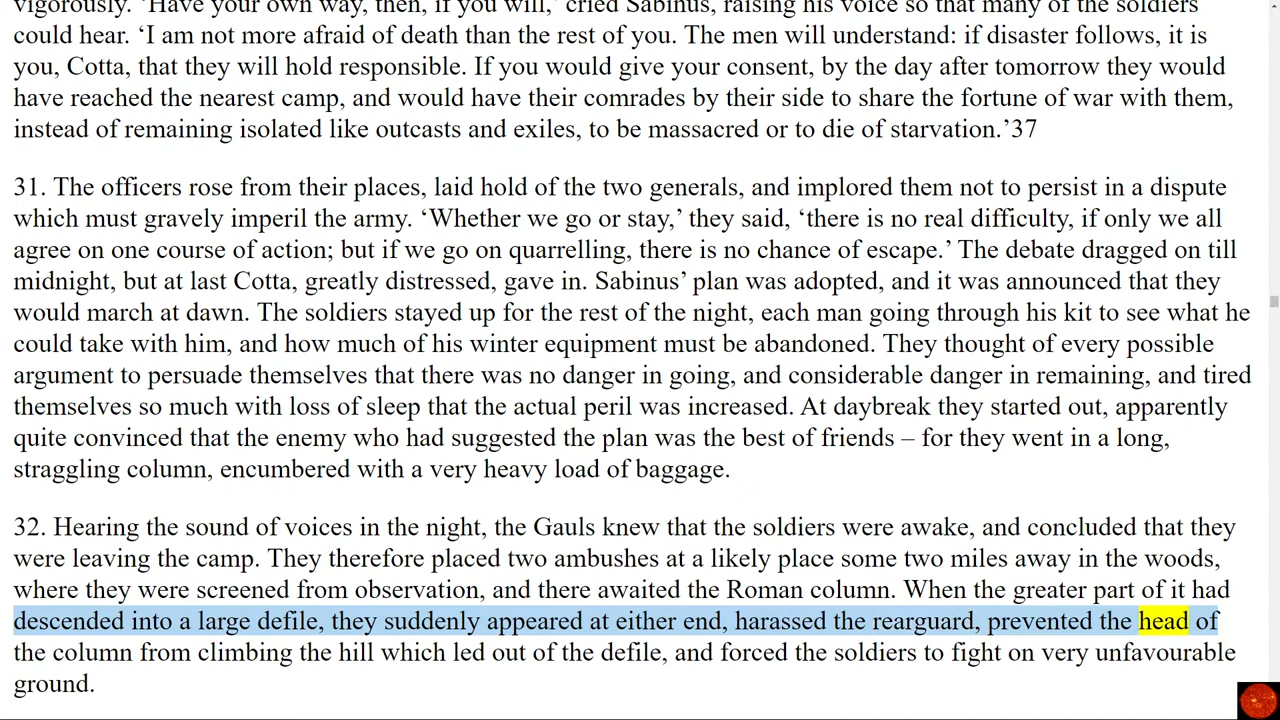 vigorously. ‘Have your own way, then, if you will,’ cried Sabinus, raising his voice so that many of the soldiers
could hear. ‘I am not more afraid of death than the rest of you. The men will understand: if disaster follows, it is
you, Cotta, that they will hold responsible. If you would give your consent, by the day after tomorrow they would
have reached the nearest camp, and would have their comrades by their side to share the fortune of war with them,
instead of remaining isolated like outcasts and exiles, to be massacred or to die of starvation.’37
31. The officers rose from their places, laid hold of the two generals, and implored them not to persist in a dispute
which must gravely imperil the army. ‘Whether we go or stay,’ they said, ‘there is no real difficulty, if only we all
agree on one course of action; but if we go on quarrelling, there is no chance of escape.’ The debate dragged on till
midnight, but at last Cotta, greatly distressed, gave in. Sabinus’ plan was adopted, and it was announced that they
would march at dawn. The soldiers stayed up for the rest of the night, each man going through his kit to see what he
could take with him, and how much of his winter equipment must be abandoned. They thought of every possible
argument to persuade themselves that there was no danger in going, and considerable danger in remaining, and tired
themselves so much with loss of sleep that the actual peril was increased. At daybreak they started out, apparently
quite convinced that the enemy who had suggested the plan was the best of friends – for they went in a long,
straggling column, encumbered with a very heavy load of baggage.
32. Hearing the sound of voices in the night, the Gauls knew that the soldiers were awake, and concluded that they
were leaving the camp. They therefore placed two ambushes at a likely place some two miles away in the woods,
where they were screened from observation, and there awaited the Roman column. When the greater part of it had
descended into a large defile, they suddenly appeared at either end, harassed the rearguard, prevented the head of
the column from climbing the hill which led out of the defile, and forced the soldiers to fight on very unfavourable
ground.